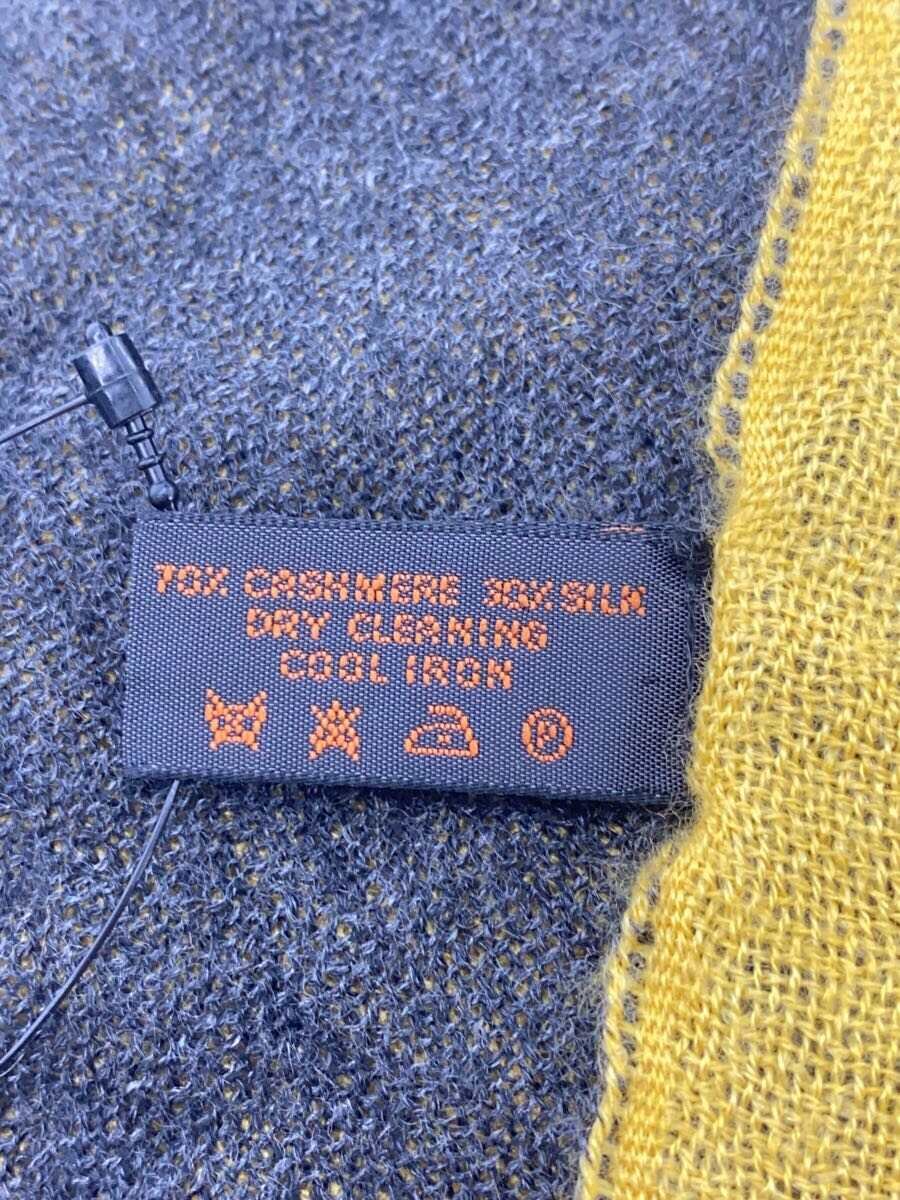 70% CASHMERE 30% SILK
DRY CLEANING
COOL IRON
P